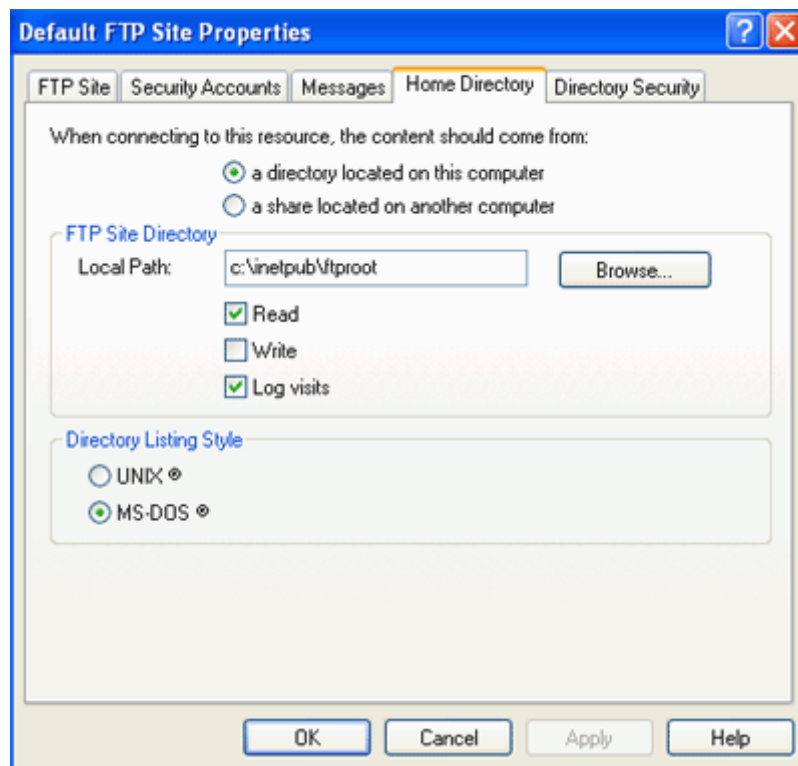 Default FTP Site Properties
FTP Site Security Accounts Messages Home Directory Directory Security
When connecting to this resource, the content should come from:
a directory located on this computer
a share located on another computer
FTP Site Directory
Local Path: c:\inetpub\ftproot Browse...
Read
Write
Log visits
Directory Listing Style
UNIX ®
MS-DOS ®
OK Cancel Apply Help